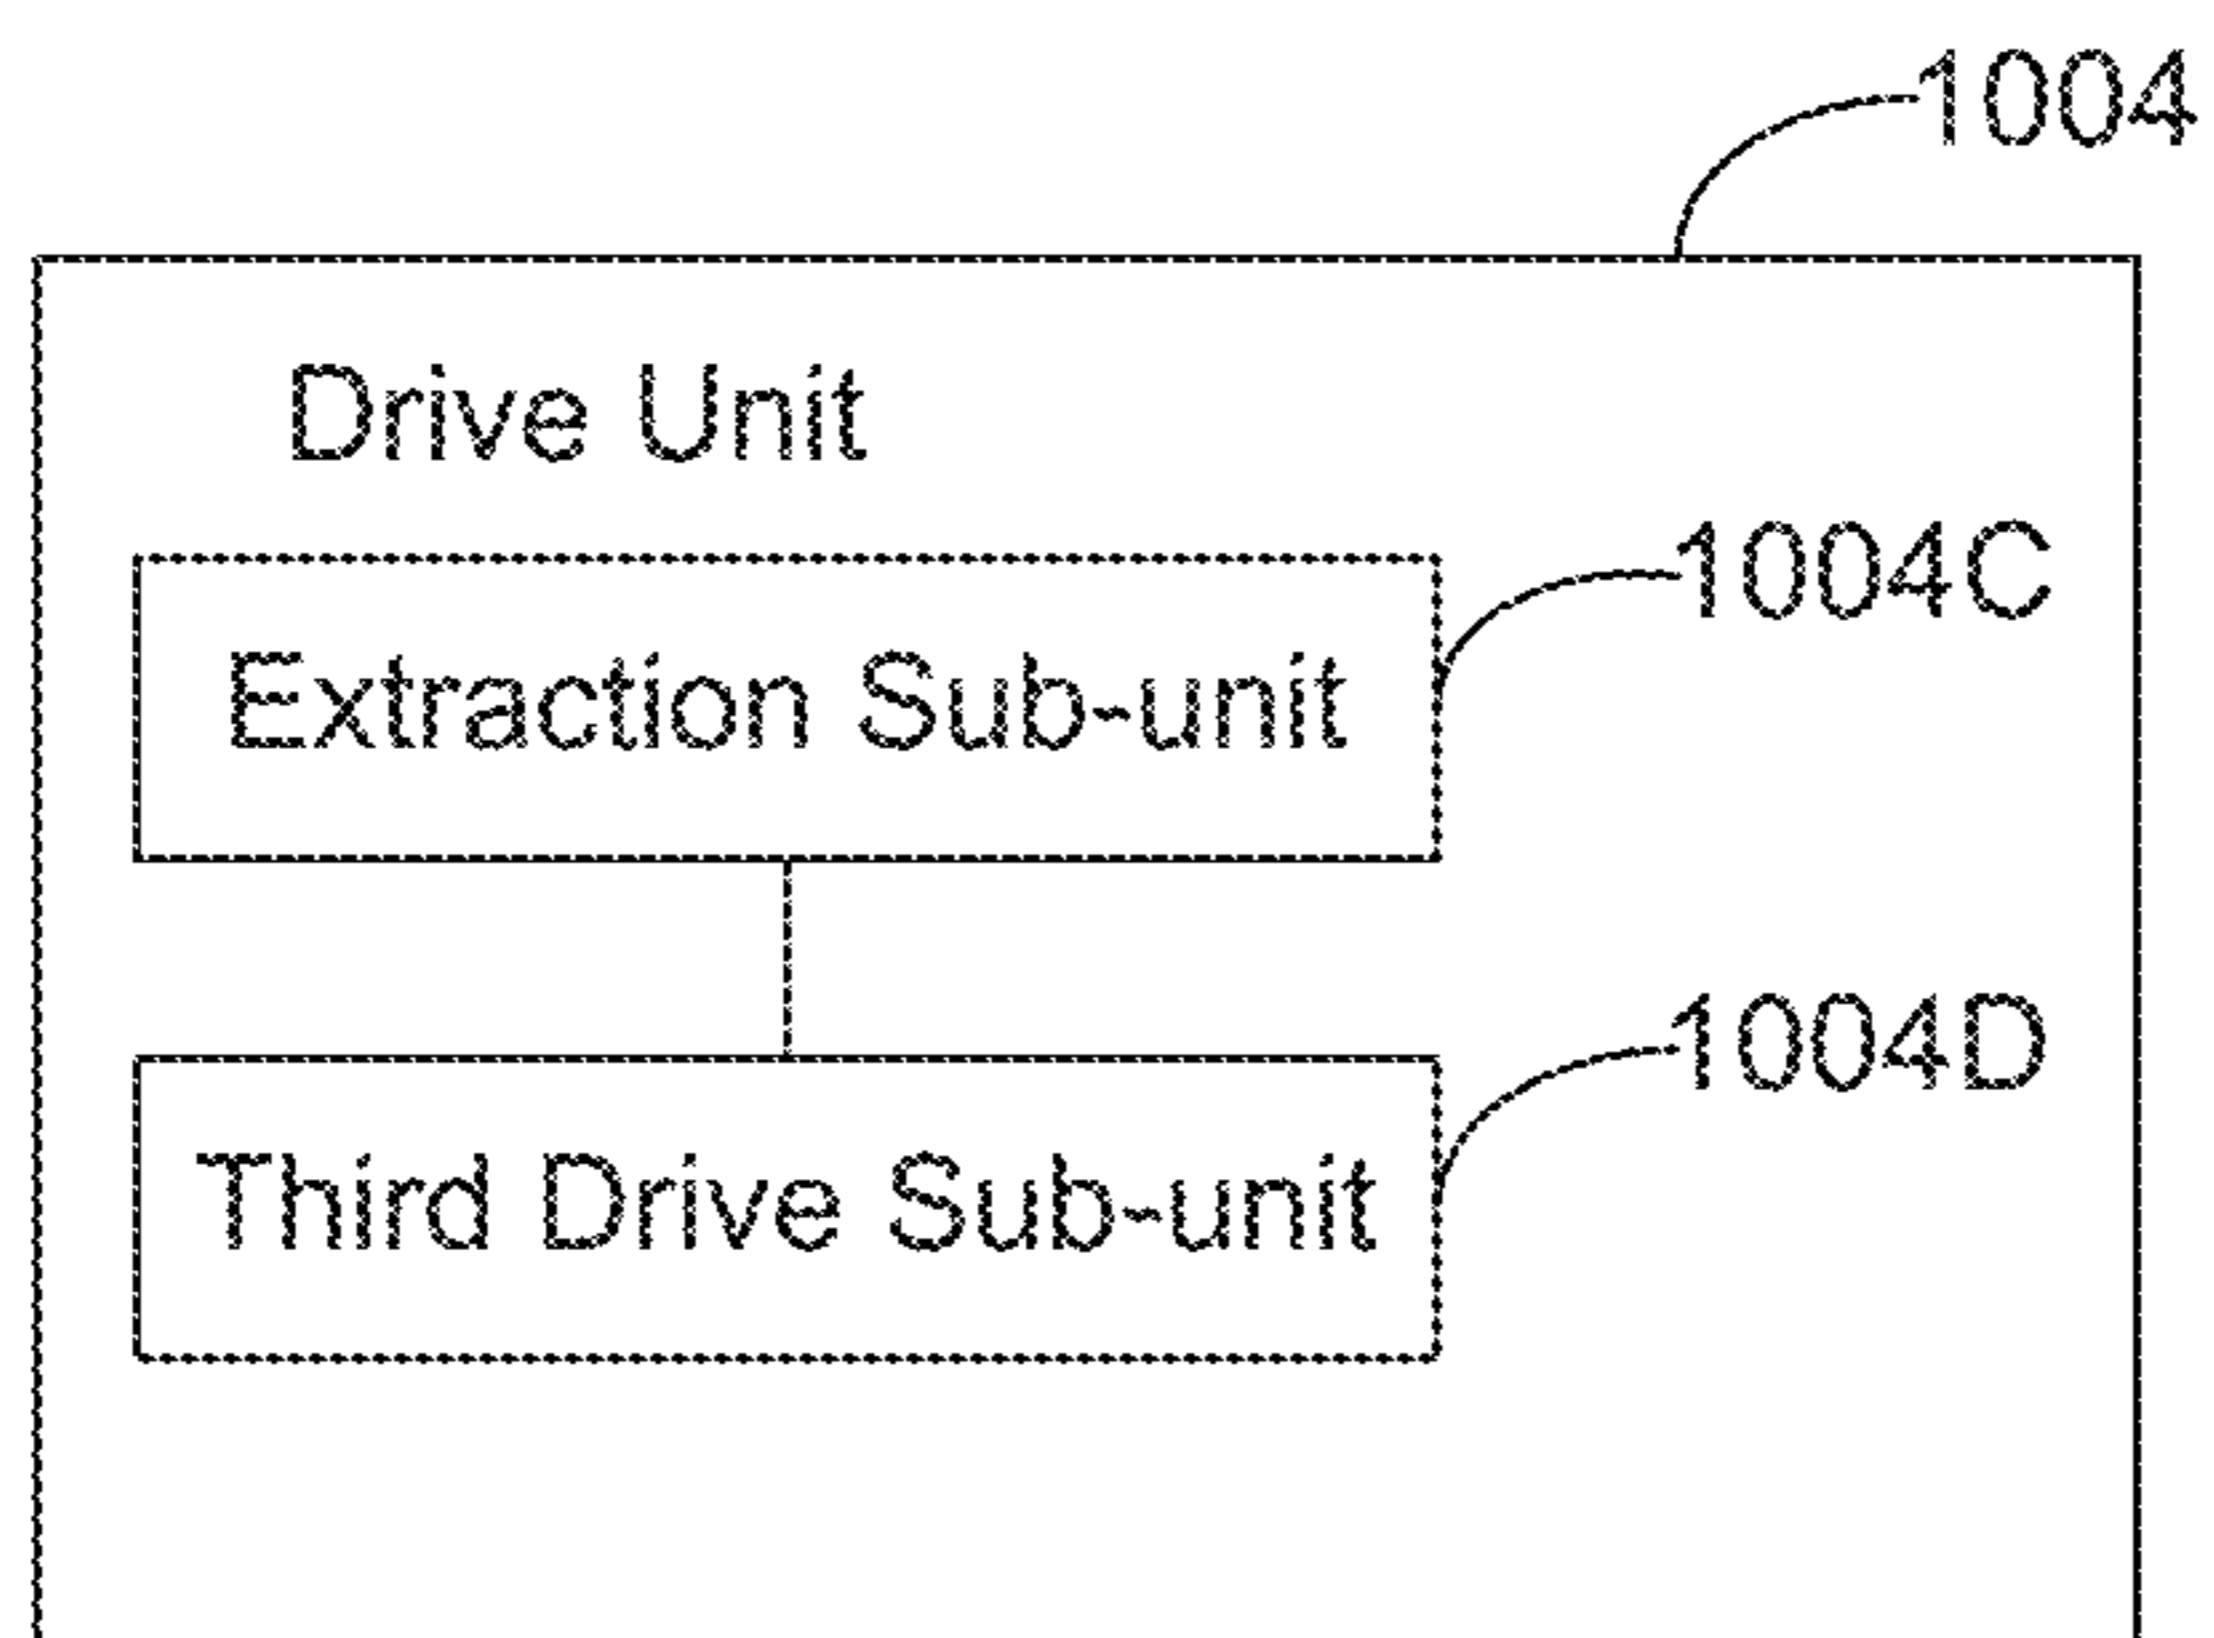 1004
Drive Unit
1004C
Extraction Sub-unit
1004D
Third Drive Sub-unit